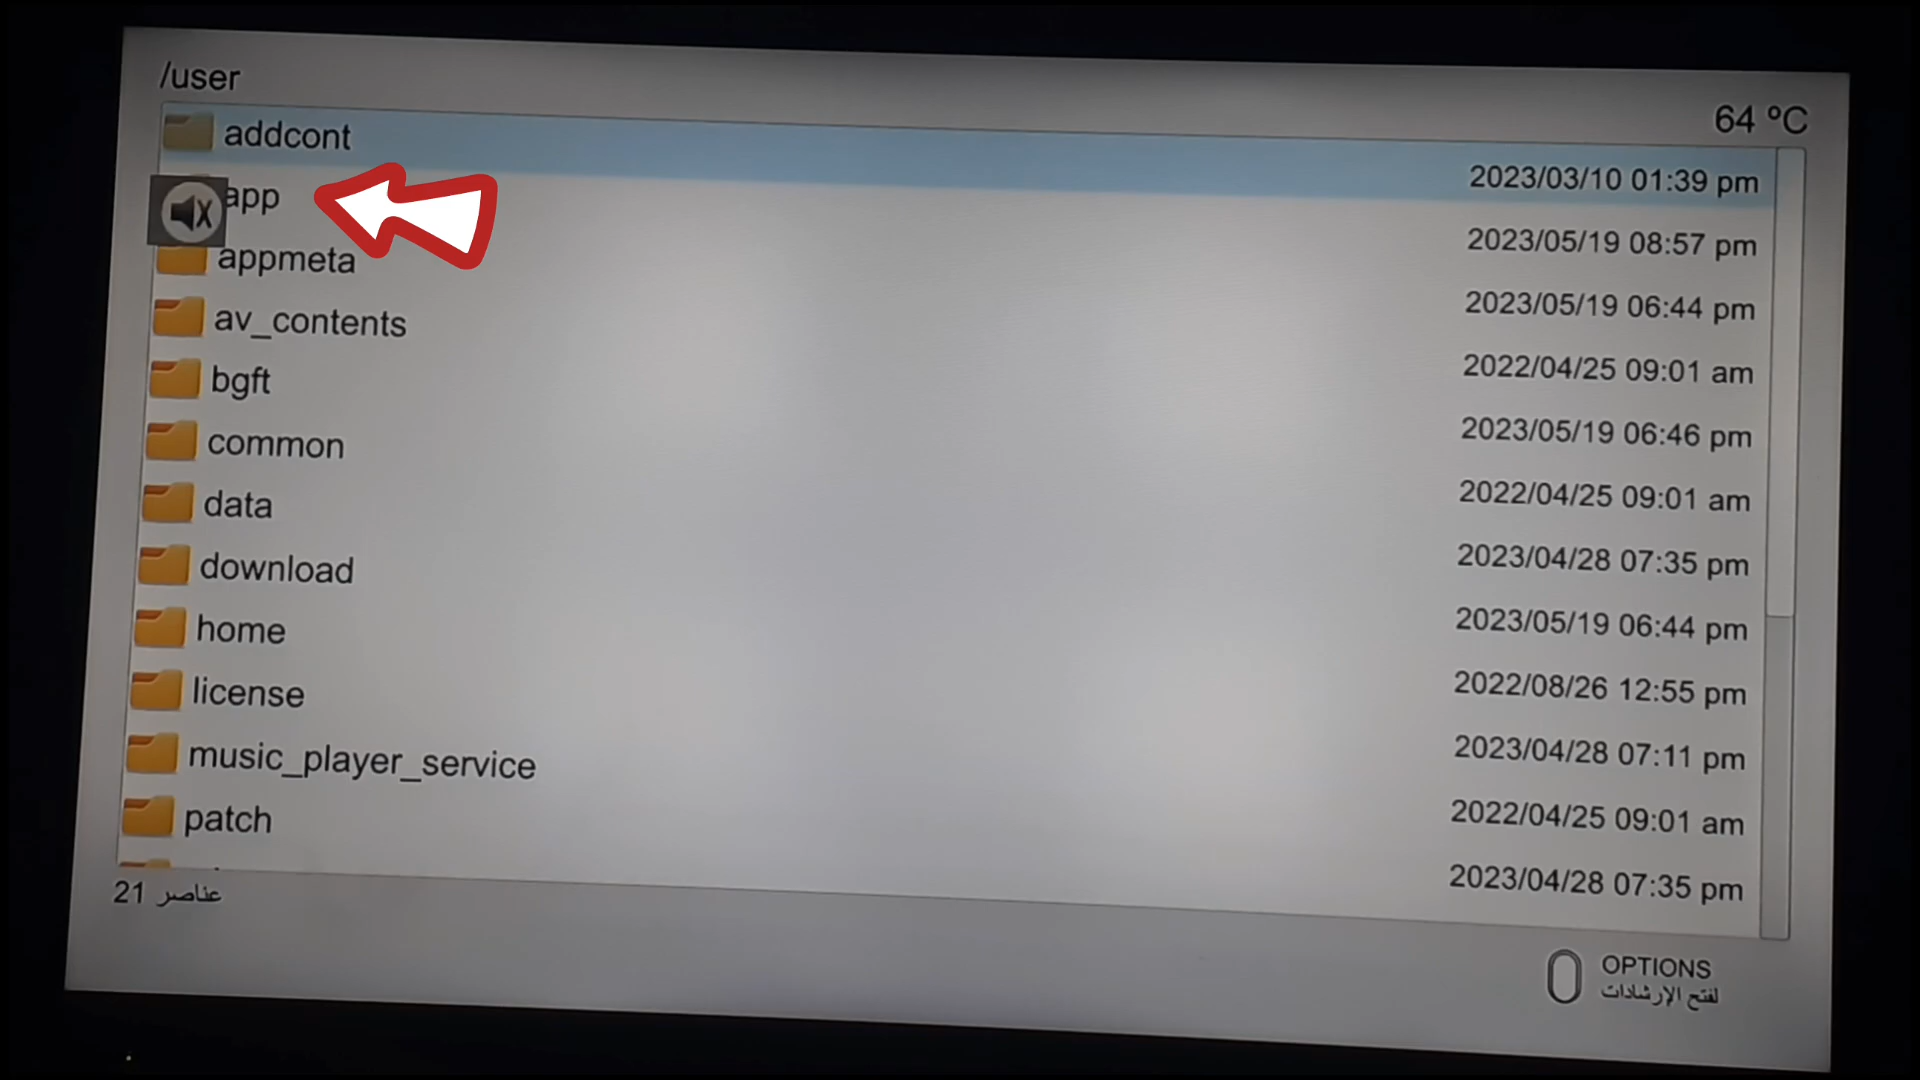 /user
64 ºC
addcont 2023/03/10 01:39 pm
app 2023/05/19 08:57 pm
appmeta 2023/05/19 06:44 pm
av_contents 2022/04/25 09:01 am
bgft 2023/05/19 06:46 pm
common 2022/04/25 09:01 am
data 2023/04/28 07:35 pm
download 2023/05/19 06:44 pm
home 2022/08/26 12:55 pm
license 2023/04/28 07:11 pm
music_player_service 2022/04/25 09:01 am
patch 2023/04/28 07:35 pm
21 عناصر
OPTIONS
لفتح الإرشادات